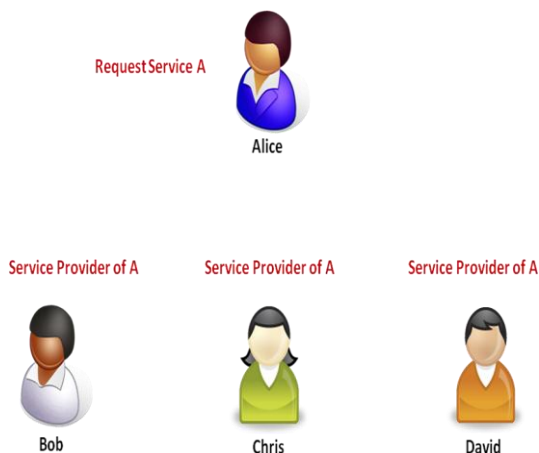 Request Service A
Alice
Service Provider of A
Service Provider of A
Service Provider of A
Bob
Chris
David